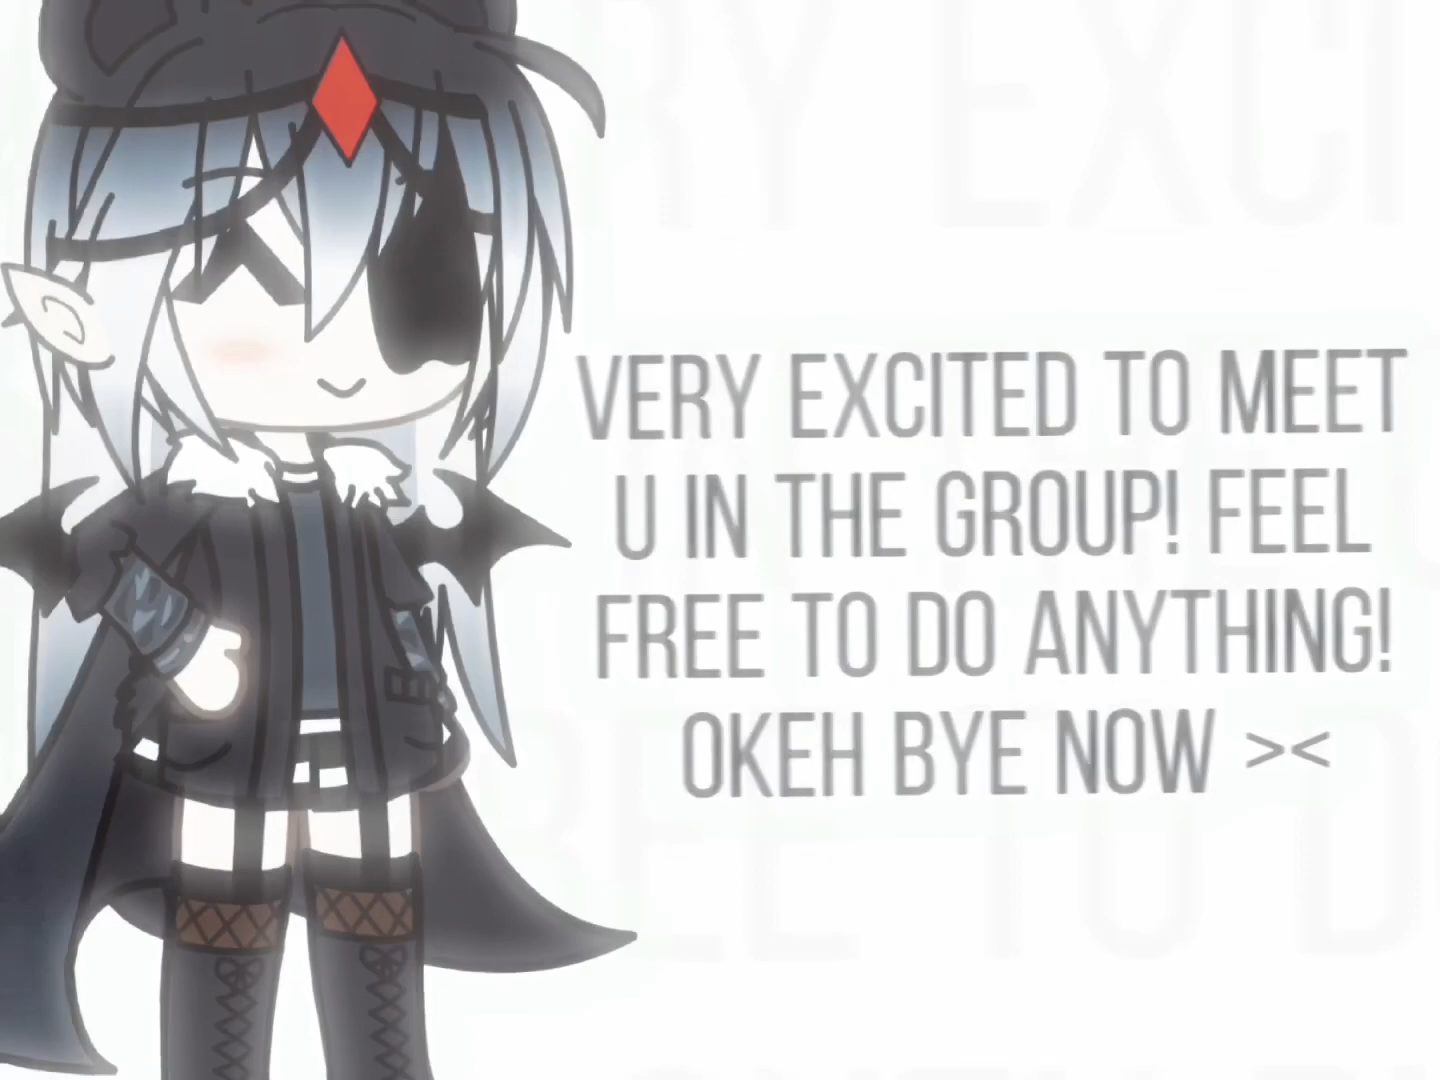 VERY EXCITED TO MEET
U IN THE GROUP! FEEL
FREE TO DO ANYTHING!
OKEH BYE NOW ><